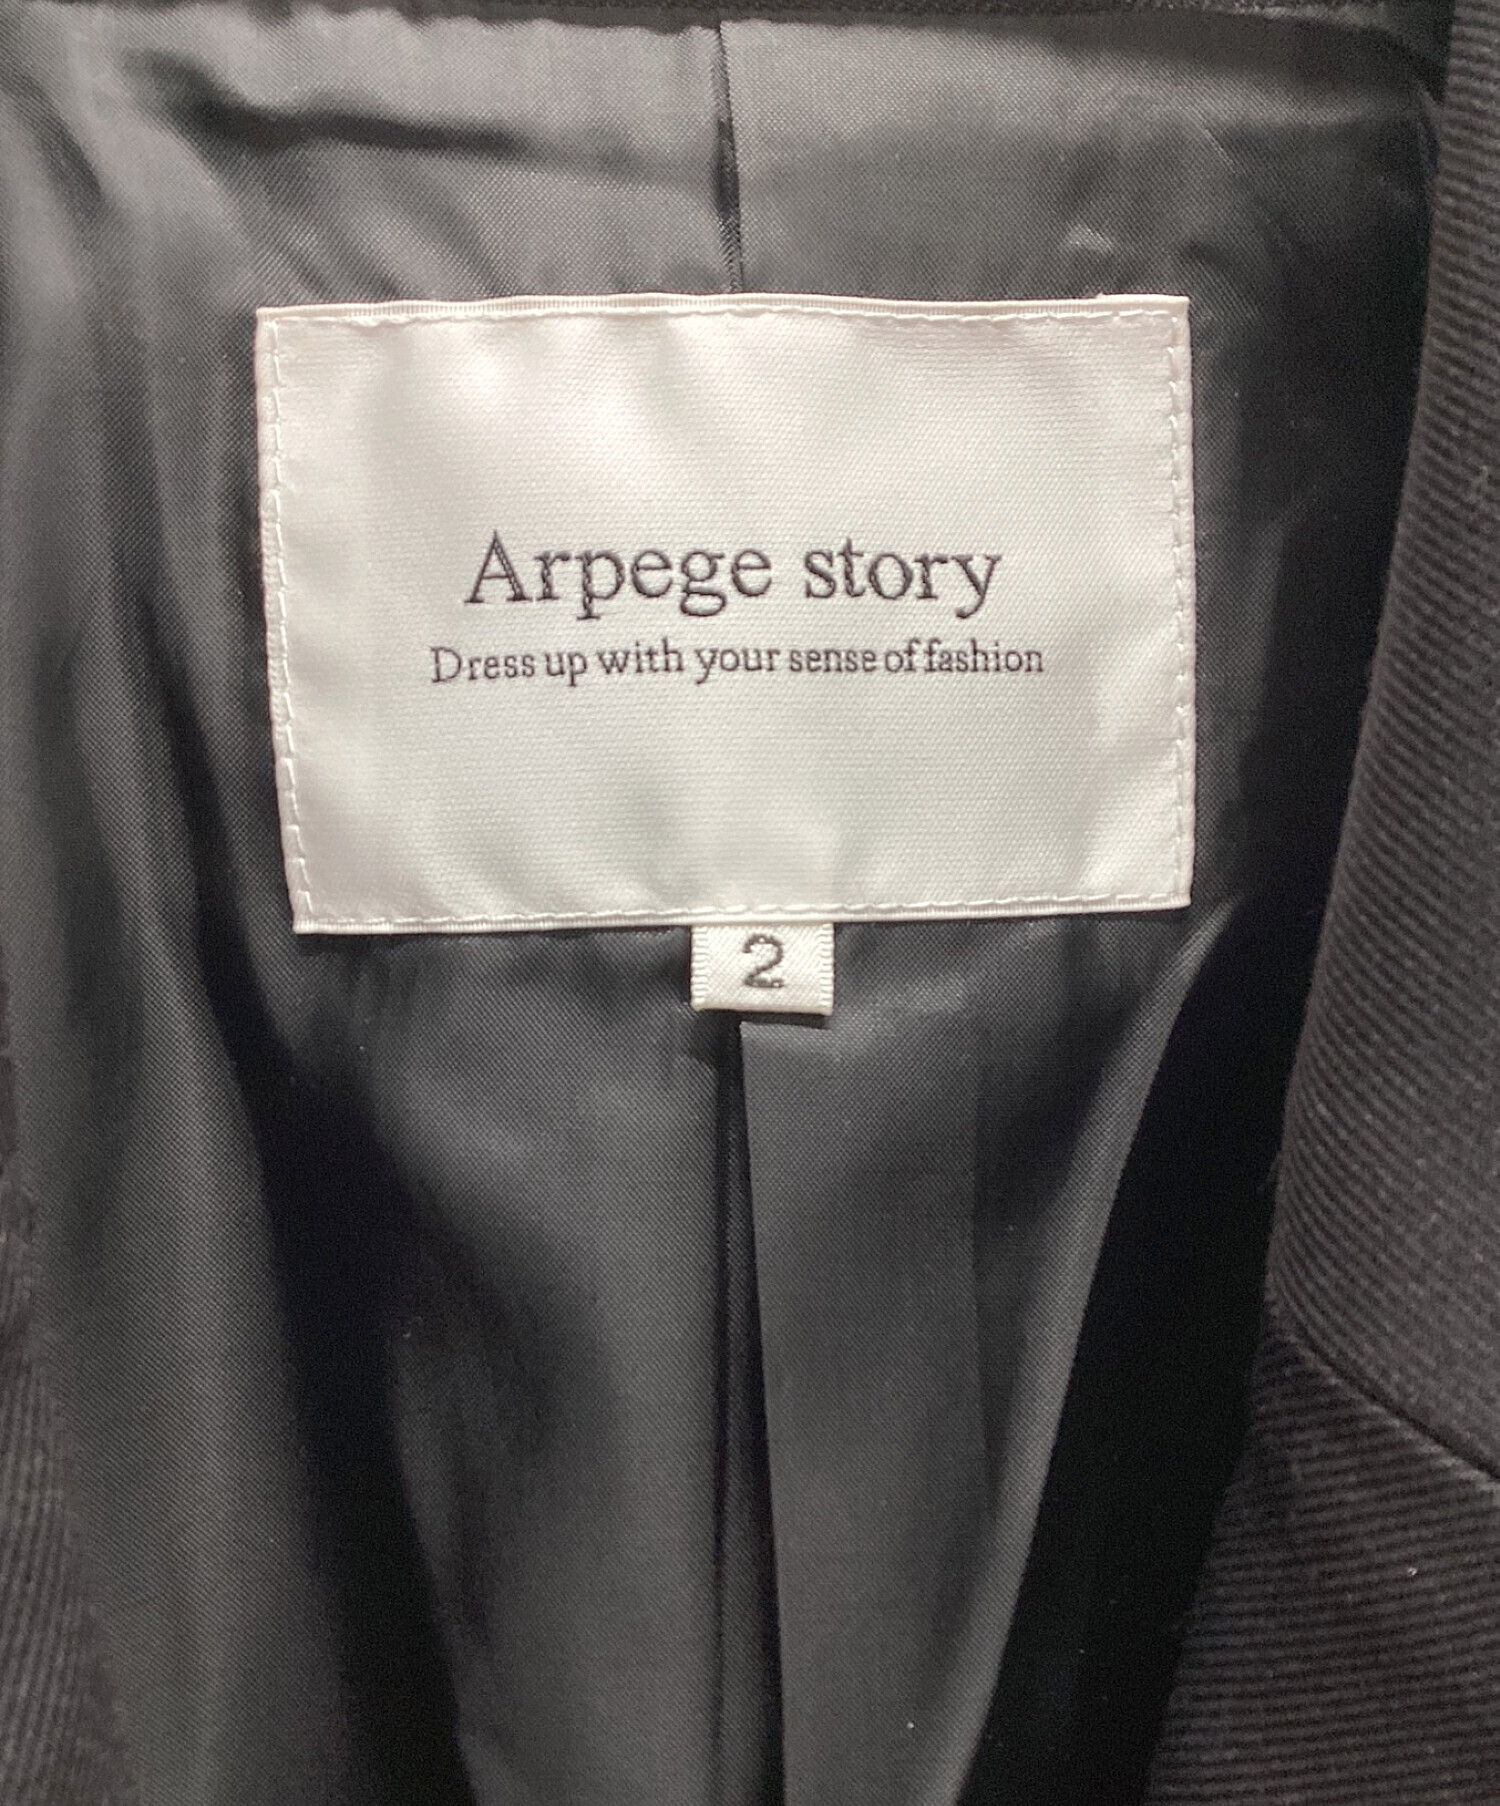 Arpege story
Dress up with your sense of fashion
2